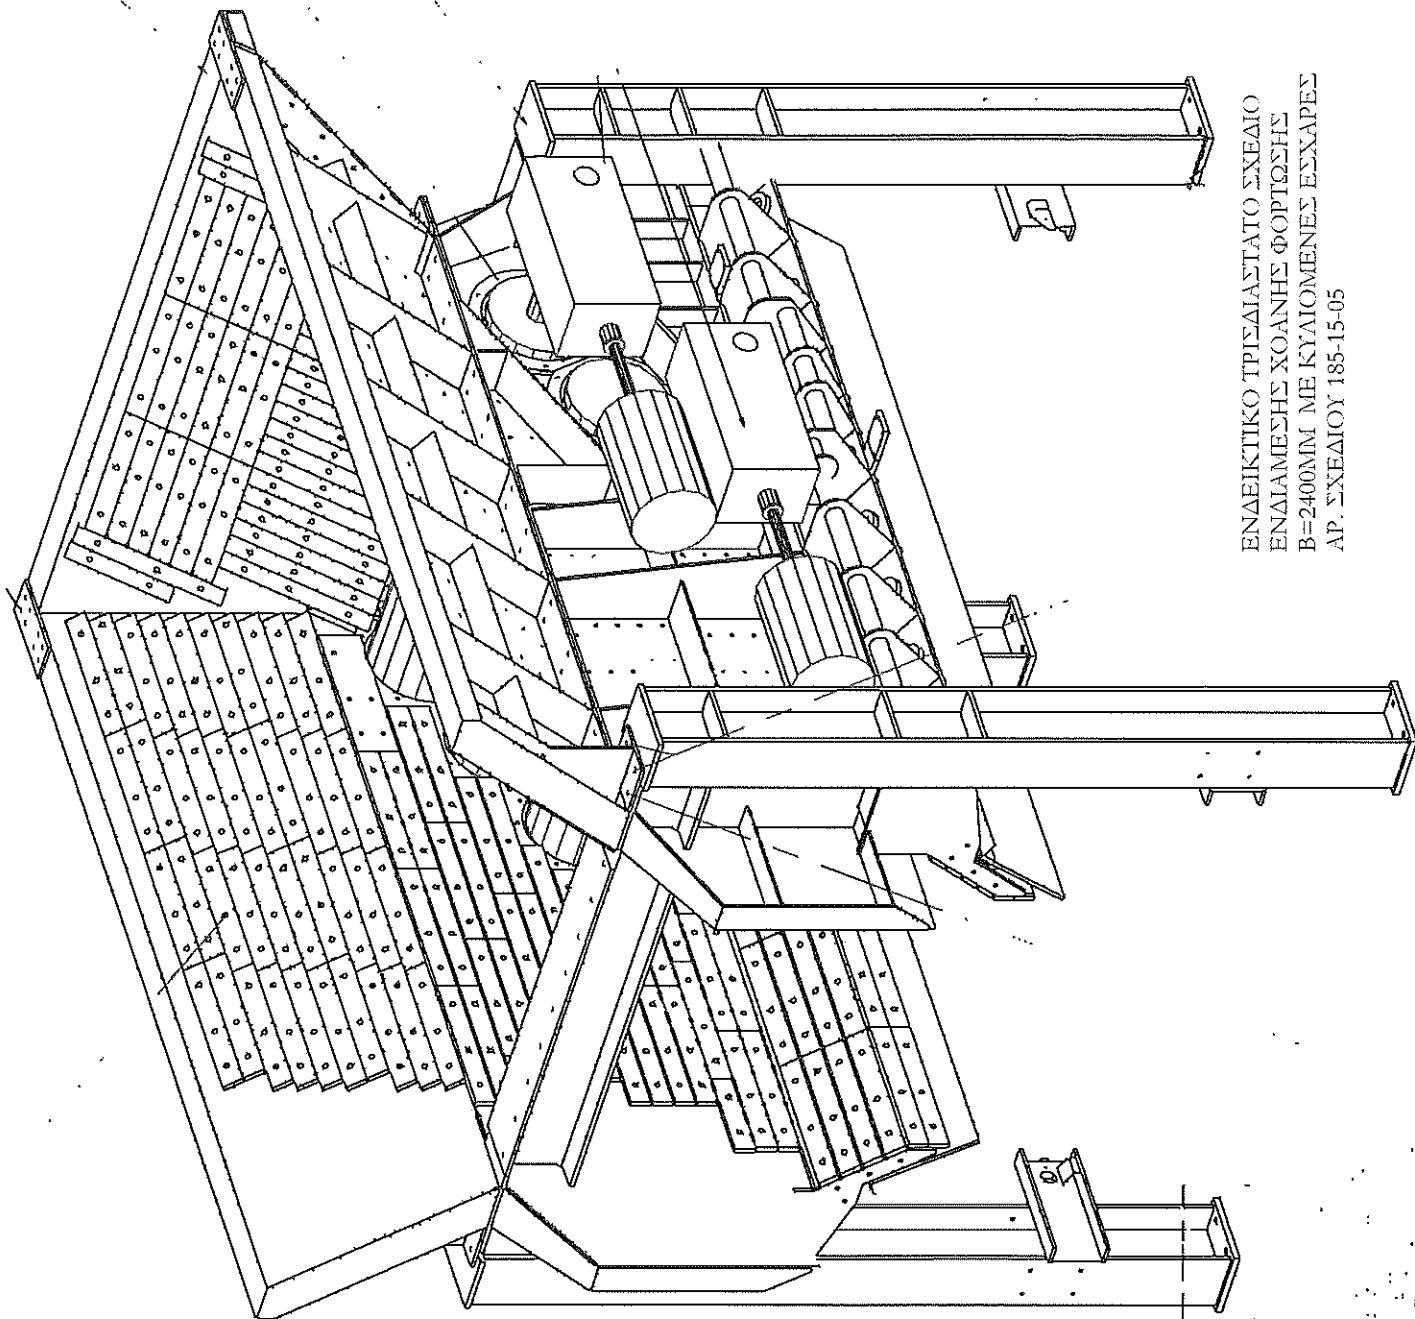 ΕΝΔΕΙΚΤΙΚΟ ΤΡΙΣΔΙΑΣΤΑΤΟ ΣΧΕΔΙΟ
ΕΝΔΙΑΜΕΣΗΣ ΧΟΑΝΗΣ ΦΟΡΤΩΣΗΣ
Β=2400ΜΜ ΜΕ ΚΥΛΙΟΜΕΝΕΣ ΕΣΧΑΡΕΣ
ΑΡ. ΣΧΕΔΙΟΥ 185-15-05